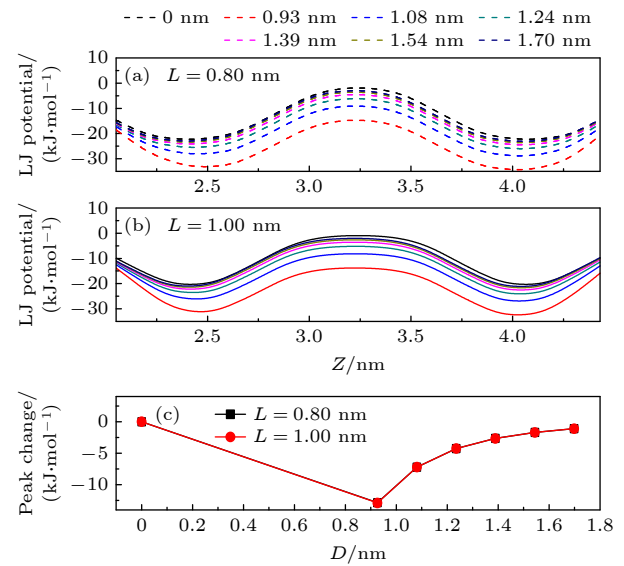 0 nm 0.93 nm 1.08 nm 1.24 nm
1.39 nm 1.54 nm 1.70 nm
LJ potential/
(kJ·mol−1)
10
0
−10
−20
−30
(a) L = 0.80 nm
2.5 3.0 3.5 4.0
Z
LJ potential/
(kJ·mol−1)
10
0
−10
−20
−30
(b) L = 1.00 nm
2.5 3.0 3.5 4.0
Z/nm
Peak change/
(kJ·mol−1)
0
−5
−10
(c)
L = 0.80 nm
L = 1.00 nm
0 0.2 0.4 0.6 0.8 1.0 1.2 1.4 1.6 1.8
D/nm